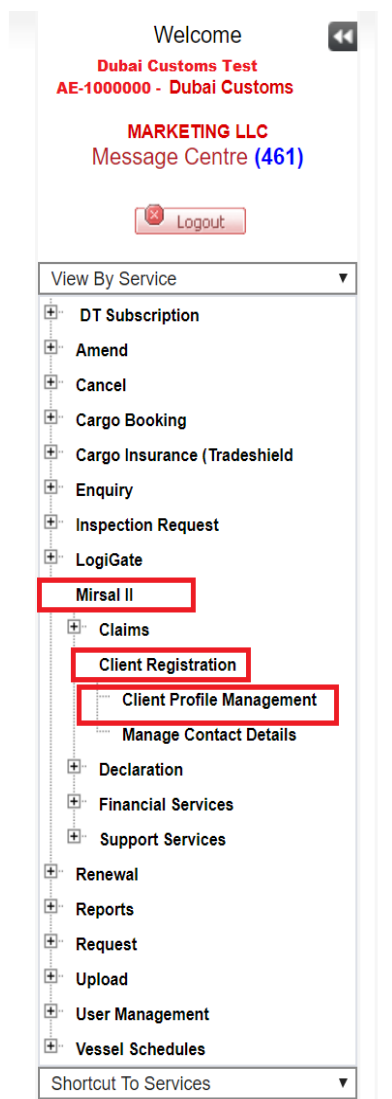 Welcome
Dubai Customs Test
AE-1000000 - Dubai Customs
MARKETING LLC
Message Centre (461)
Logout
View By Service
DT Subscription
Amend
Cancel
Cargo Booking
Cargo Insurance (Tradeshield
Enquiry
Inspection Request
LogiGate
Mirsal II
Claims
Client Registration
Client Profile Management
Manage Contact Details
Declaration
Financial Services
Support Services
Renewal
Reports
Request
Upload
User Management
Vessel Schedules
Shortcut To Services